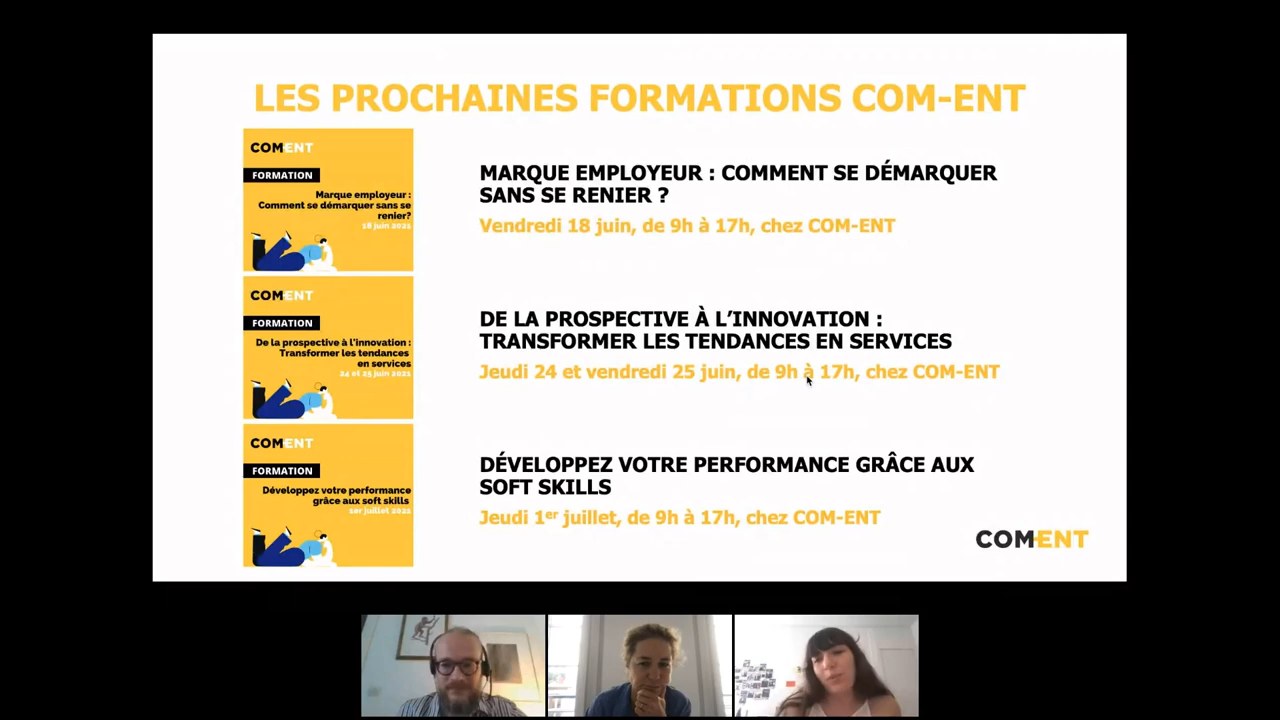 LES PROCHAINES FORMATIONS COM-ENT
COMENT
FORMATION
Marque employeur :
Comment se démarquer sans se
renier?
18 juin 2021
MARQUE EMPLOYEUR : COMMENT SE DÉMARQUER
SANS SE RENIER ?
Vendredi 18 juin, de 9h à 17h, chez COM-ENT
COMENT
FORMATION
De la prospective à l'innovation :
Transformer les tendances
en services
24 et 25 juin 2021
DE LA PROSPECTIVE À L’INNOVATION :
TRANSFORMER LES TENDANCES EN SERVICES
Jeudi 24 et vendredi 25 juin, de 9h à 17h, chez COM-ENT
COMENT
FORMATION
Développez votre performance
grâce aux soft skills
1er juillet 2021
DÉVELOPPEZ VOTRE PERFORMANCE GRÂCE AUX
SOFT SKILLS
Jeudi 1er juillet, de 9h à 17h, chez COM-ENT
COMENT